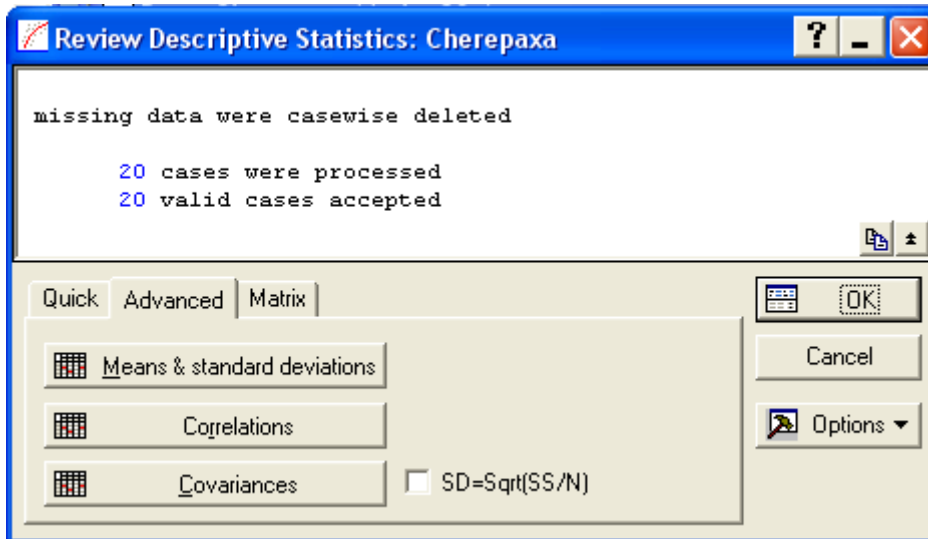 Review Descriptive Statistics: Cherepaxa
missing data were casewise deleted
20 cases were processed
20 valid cases accepted
Quick
Advanced
Matrix
Means & standard deviations
Correlations
Covariances
SD=Sqrt(SS/N)
OK
Cancel
Options